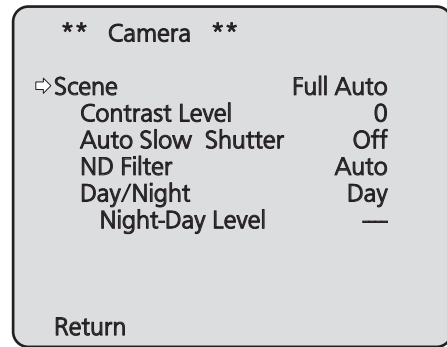 ** Camera **
⇨Scene Full Auto
Contrast Level 0
Auto Slow Shutter Off
ND Filter Auto
Day/Night Day
Night-Day Level —
Return